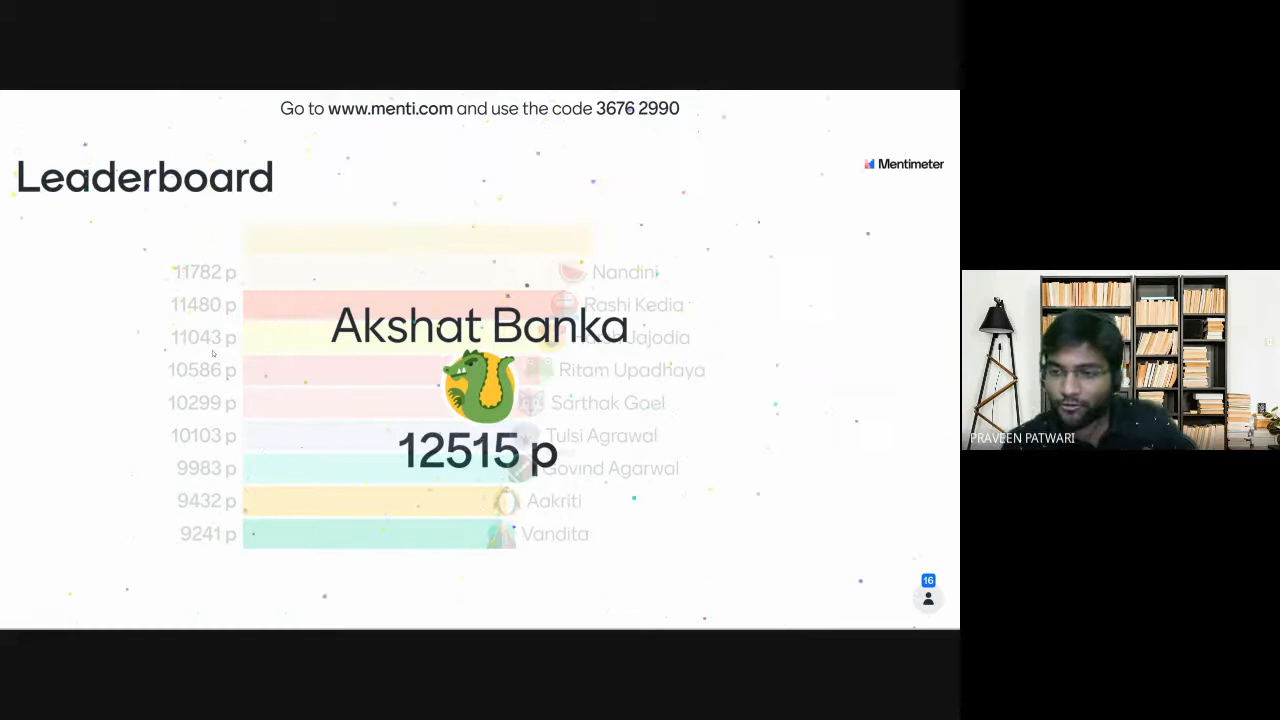 Go to www.menti.com and use the code 3676 2990
Mentimeter
Leaderboard
11782 p Nandini
11480 p Rashi Kedia
11043 p Jajodia
10586 p Ritam Upadhaya
10299 p Sarthak Goel
10103 p Tulsi Agrawal
9983 p Govind Agarwal
9432 p Aakriti
9241 p Vandita
Akshat Banka
12515 p
16
PRAVEEN PATWARI